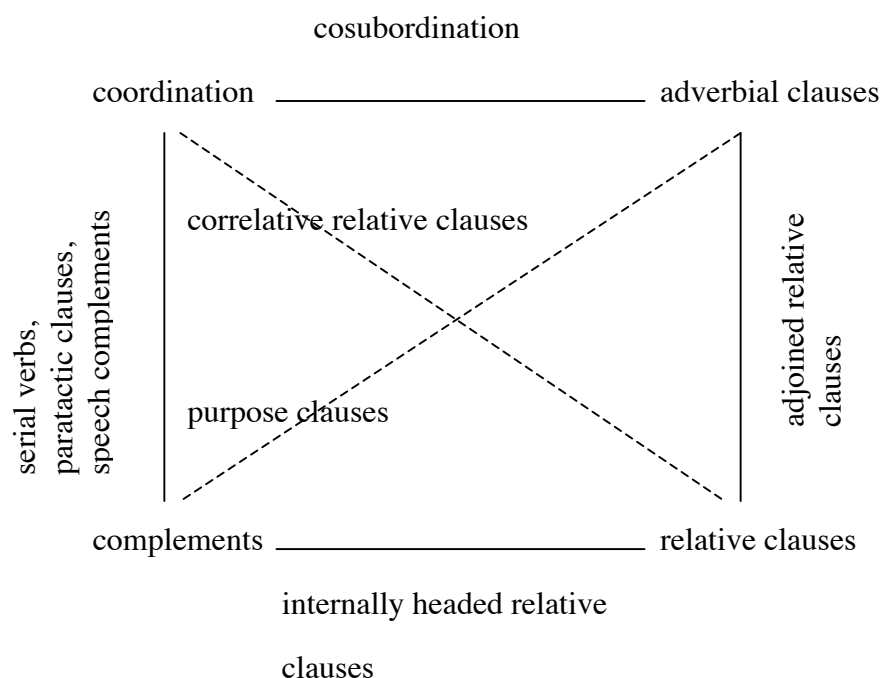 cosubordination
coordination
adverbial clauses
correlative relative clauses
serial verbs,
paratactic clauses,
speech complements
adjoined relative
clauses
purpose clauses
complements
relative clauses
internally headed relative
clauses